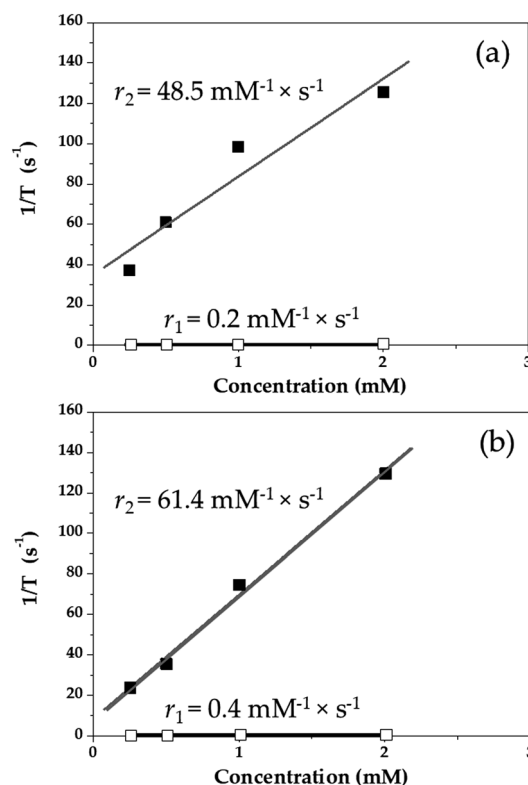 (a)
160
140
120
100
80
60
40
20
0
1/T (s⁻¹)
r₂ = 48.5 mM⁻¹ × s⁻¹
r₁ = 0.2 mM⁻¹ × s⁻¹
0 1 2 3
Concentration (mM)
(b)
160
140
120
100
80
60
40
20
0
1/T (s⁻¹)
r₂ = 61.4 mM⁻¹ × s⁻¹
r₁ = 0.4 mM⁻¹ × s⁻¹
0 1 2 3
Concentration (mM)